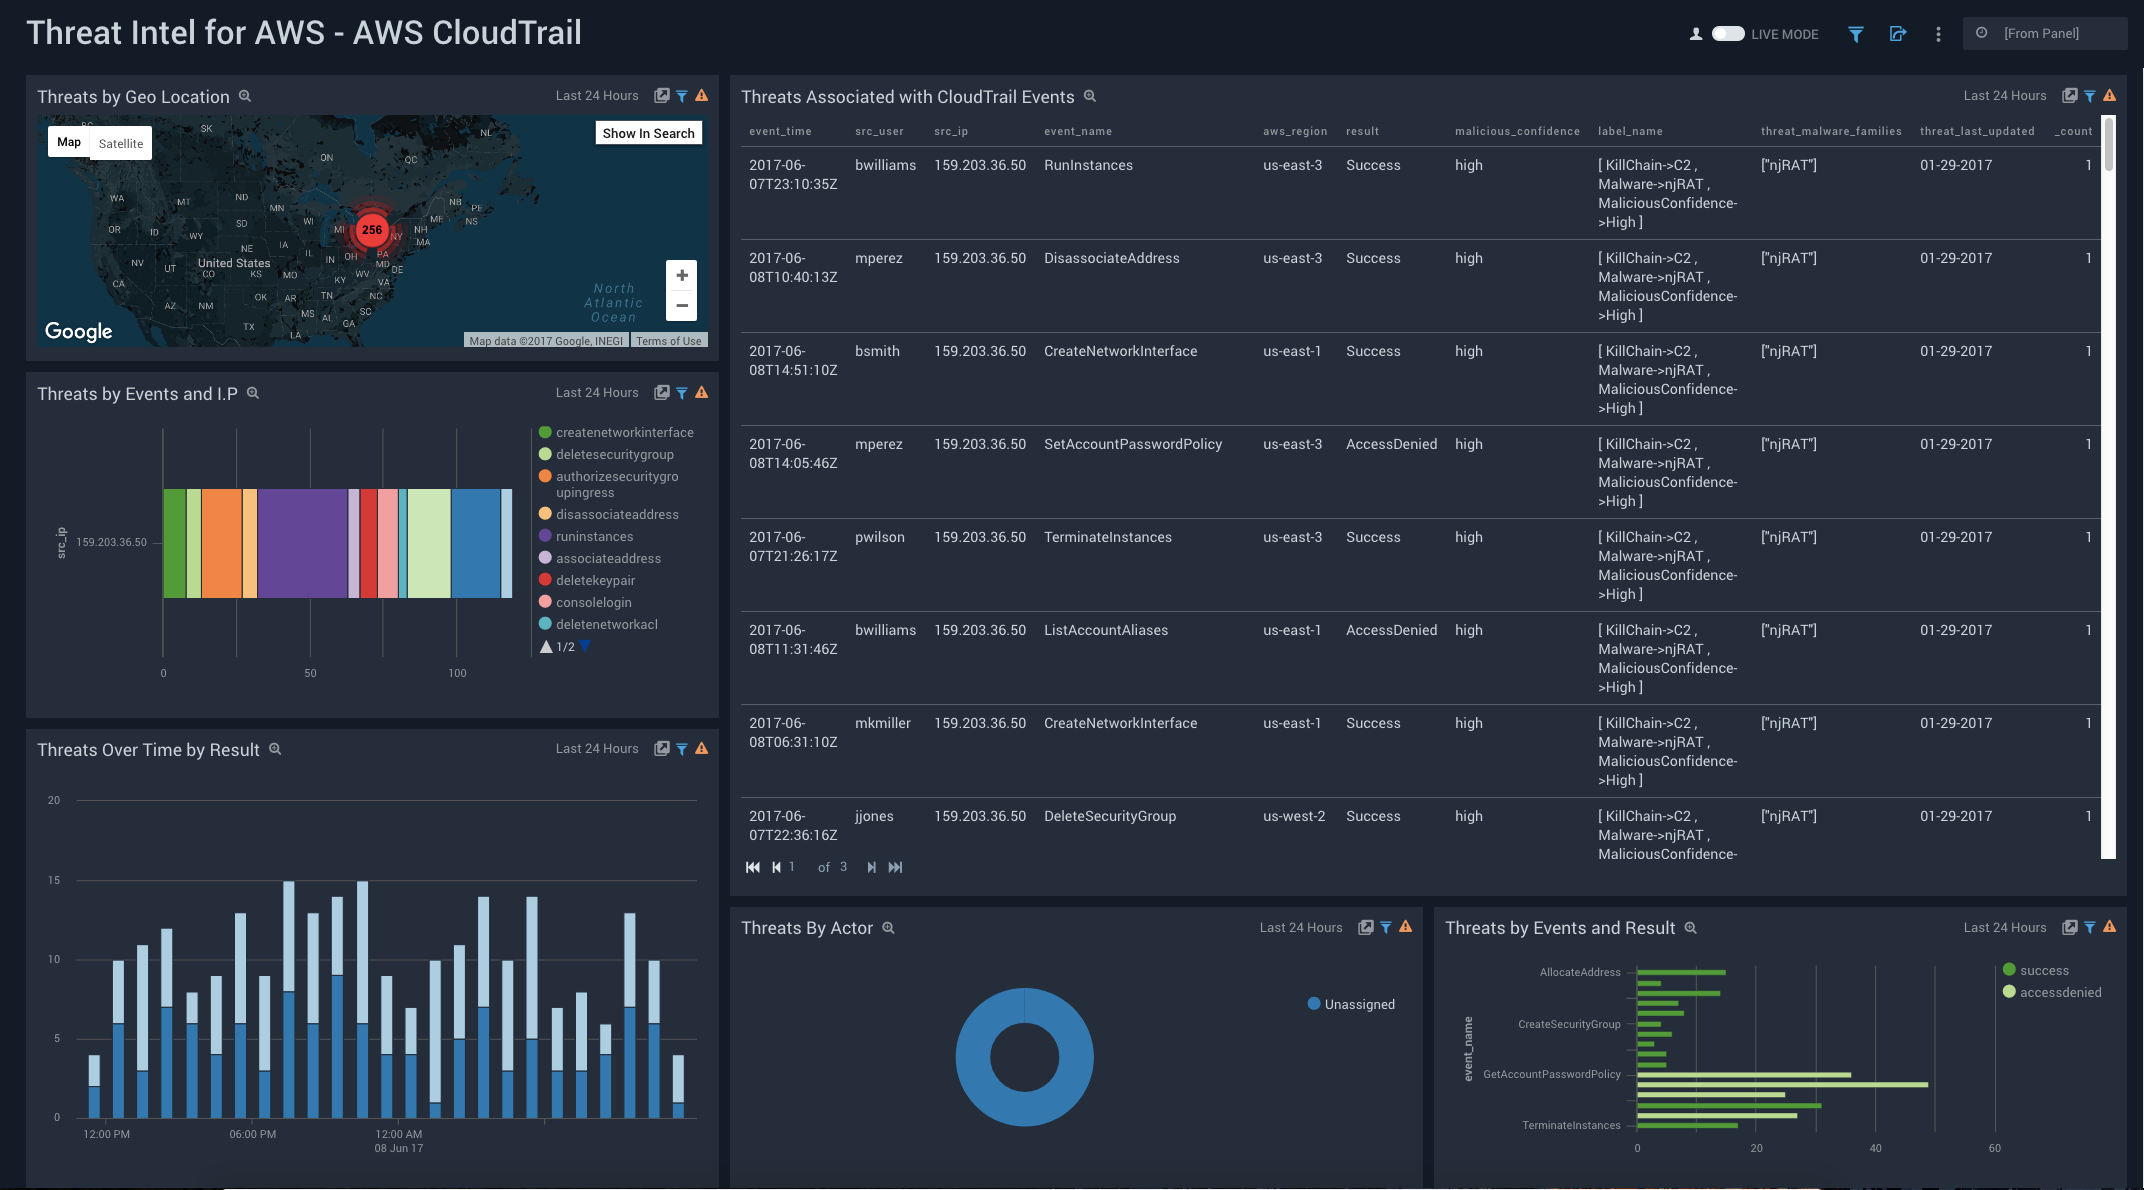 Threat Intel for AWS - AWS CloudTrail
LIVE MODE
[From Panel]
Threats by Geo Location
Last 24 Hours
Map
Satellite
Show In Search
SK
NL
ON
QC
WA
MT
ND
MN
NB
PE
OR
ID
SD
WI
MI
256
NY
ME
NH
NS
WY
MA
NE
IA
IL
IN
OH
PA
NV
UT
United States
CO
KS
MO
WV
MD
DE
CA
KY
VA
AZ
NM
OK
AR
TN
NC
MS
AL
SC
GA
TX
LA
North
Atlantic
Ocean
+
−
Google
Map data ©2017 Google, INEGI
Terms of Use
Threats by Events and I.P
Last 24 Hours
src_ip
159.203.36.50
0
50
100
createnetworkinterface
deletesecuritygroup
authorizesecuritygro
upingress
disassociateaddress
runinstances
associateaddress
deletekeypair
consolelogin
deletenetworkacl
1/2
Threats Over Time by Result
Last 24 Hours
20
15
10
5
0
12:00 PM
06:00 PM
12:00 AM
08 Jun 17
Threats Associated with CloudTrail Events
Last 24 Hours
event_time src_user src_ip event_name aws_region result malicious_confidence label_name threat_malware_families threat_last_updated _count
2017-06- bwilliams 159.203.36.50 RunInstances us-east-3 Success high [ KillChain->C2 , ["njRAT"] 01-29-2017 1
07T23:10:35Z Malware->njRAT ,
MaliciousConfidence-
>High ]
2017-06- mperez 159.203.36.50 DisassociateAddress us-east-3 Success high [ KillChain->C2 , ["njRAT"] 01-29-2017 1
08T10:40:13Z Malware->njRAT ,
MaliciousConfidence-
>High ]
2017-06- bsmith 159.203.36.50 CreateNetworkInterface us-east-1 Success high [ KillChain->C2 , ["njRAT"] 01-29-2017 1
08T14:51:10Z Malware->njRAT ,
MaliciousConfidence-
>High ]
2017-06- mperez 159.203.36.50 SetAccountPasswordPolicy us-east-3 AccessDenied high [ KillChain->C2 , ["njRAT"] 01-29-2017 1
08T14:05:46Z Malware->njRAT ,
MaliciousConfidence-
>High ]
2017-06- pwilson 159.203.36.50 TerminateInstances us-east-3 Success high [ KillChain->C2 , ["njRAT"] 01-29-2017 1
07T21:26:17Z Malware->njRAT ,
MaliciousConfidence-
>High ]
2017-06- bwilliams 159.203.36.50 ListAccountAliases us-east-1 AccessDenied high [ KillChain->C2 , ["njRAT"] 01-29-2017 1
08T11:31:46Z Malware->njRAT ,
MaliciousConfidence-
>High ]
2017-06- mkmiller 159.203.36.50 CreateNetworkInterface us-east-1 Success high [ KillChain->C2 , ["njRAT"] 01-29-2017 1
08T06:31:10Z Malware->njRAT ,
MaliciousConfidence-
>High ]
2017-06- jjones 159.203.36.50 DeleteSecurityGroup us-west-2 Success high [ KillChain->C2 , ["njRAT"] 01-29-2017 1
07T22:36:16Z Malware->njRAT ,
MaliciousConfidence-
1 of 3
Threats By Actor
Last 24 Hours
Unassigned
Threats by Events and Result
Last 24 Hours
event_name
AllocateAddress
CreateSecurityGroup
GetAccountPasswordPolicy
TerminateInstances
0
20
40
60
success
accessdenied